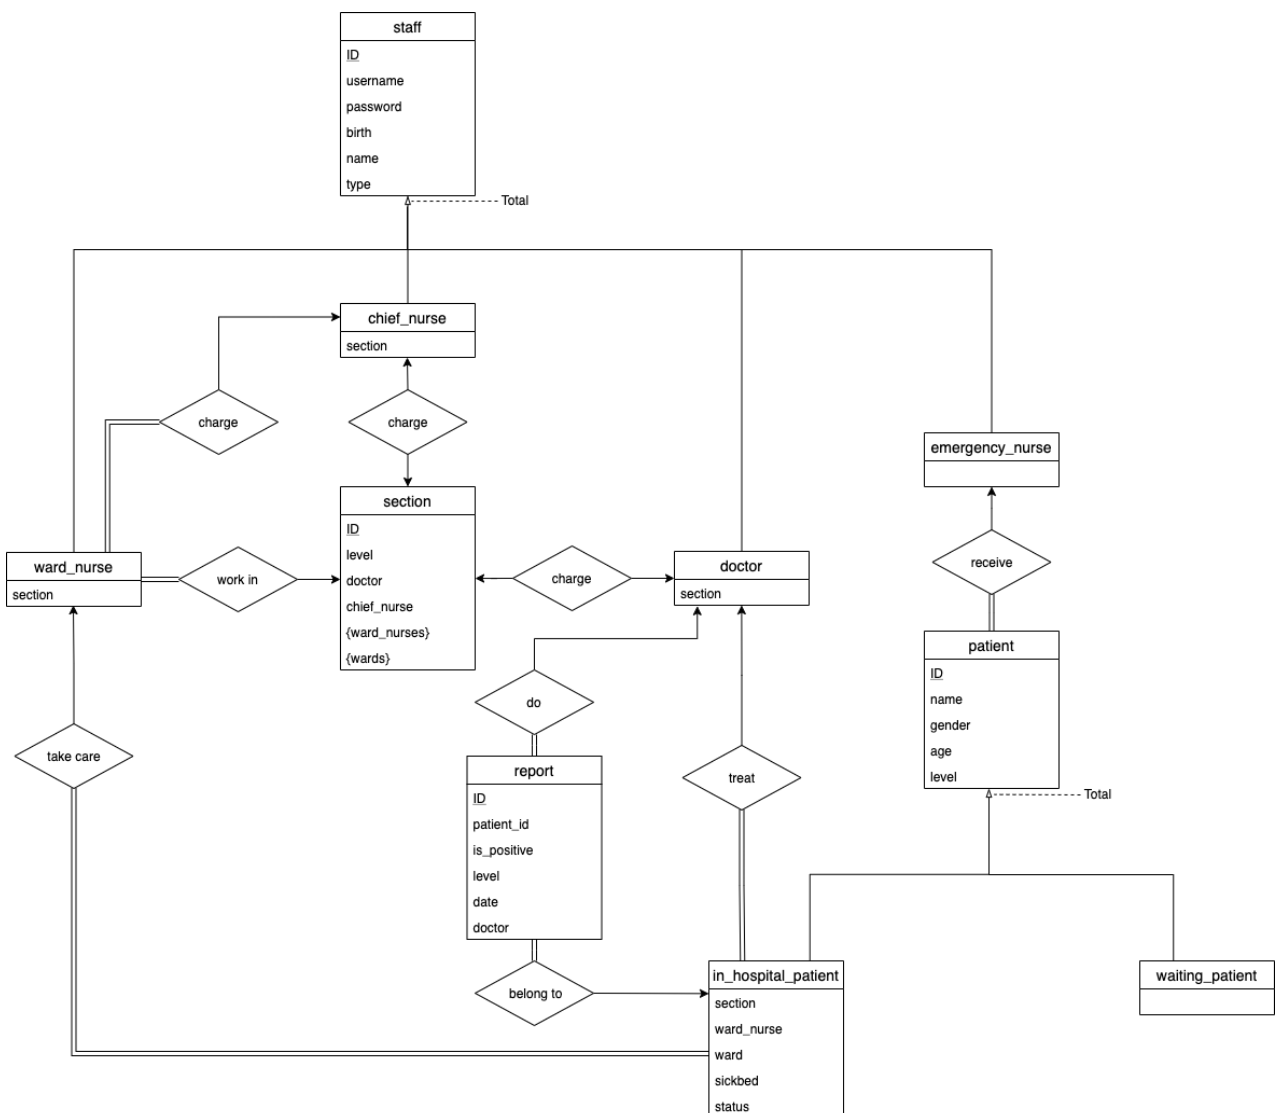 staff
ID
username
password
birth
name
type
Total
chief_nurse
section
charge
charge
emergency_nurse
section
ID
level
doctor
chief_nurse
{ward_nurses}
{wards}
ward_nurse
section
work in
charge
doctor
section
receive
patient
ID
name
gender
age
level
Total
do
take care
report
ID
patient_id
is_positive
level
date
doctor
treat
belong to
in_hospital_patient
section
ward_nurse
ward
sickbed
status
waiting_patient